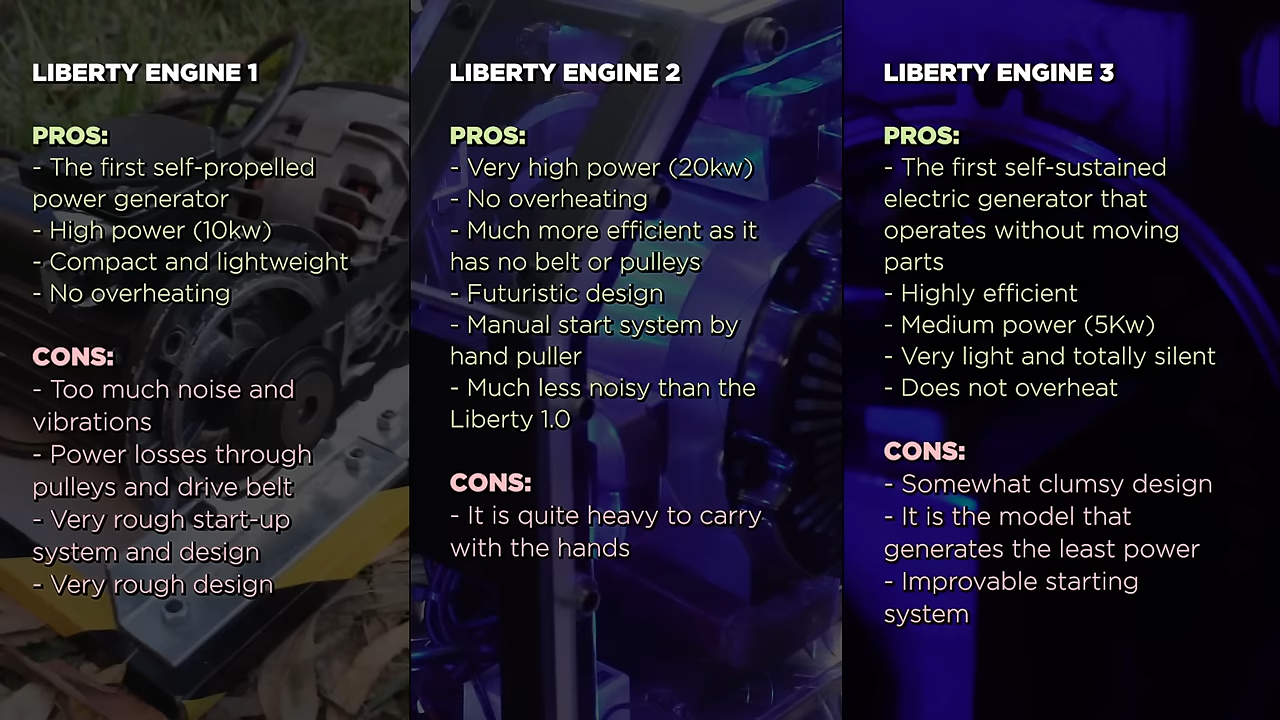 LIBERTY ENGINE 1
PROS:
- The first self-propelled
power generator
- High power (10kw)
- Compact and lightweight
- No overheating
CONS:
- Too much noise and
vibrations
- Power losses through
pulleys and drive belt
- Very rough start-up
system and design
- Very rough design
LIBERTY ENGINE 2
PROS:
- Very high power (20kw)
- No overheating
- Much more efficient as it
has no belt or pulleys
- Futuristic design
- Manual start system by
hand puller
- Much less noisy than the
Liberty 1.0
CONS:
- It is quite heavy to carry
with the hands
LIBERTY ENGINE 3
PROS:
- The first self-sustained
electric generator that
operates without moving
parts
- Highly efficient
- Medium power (5Kw)
- Very light and totally silent
- Does not overheat
CONS:
- Somewhat clumsy design
- It is the model that
generates the least power
- Improvable starting
system